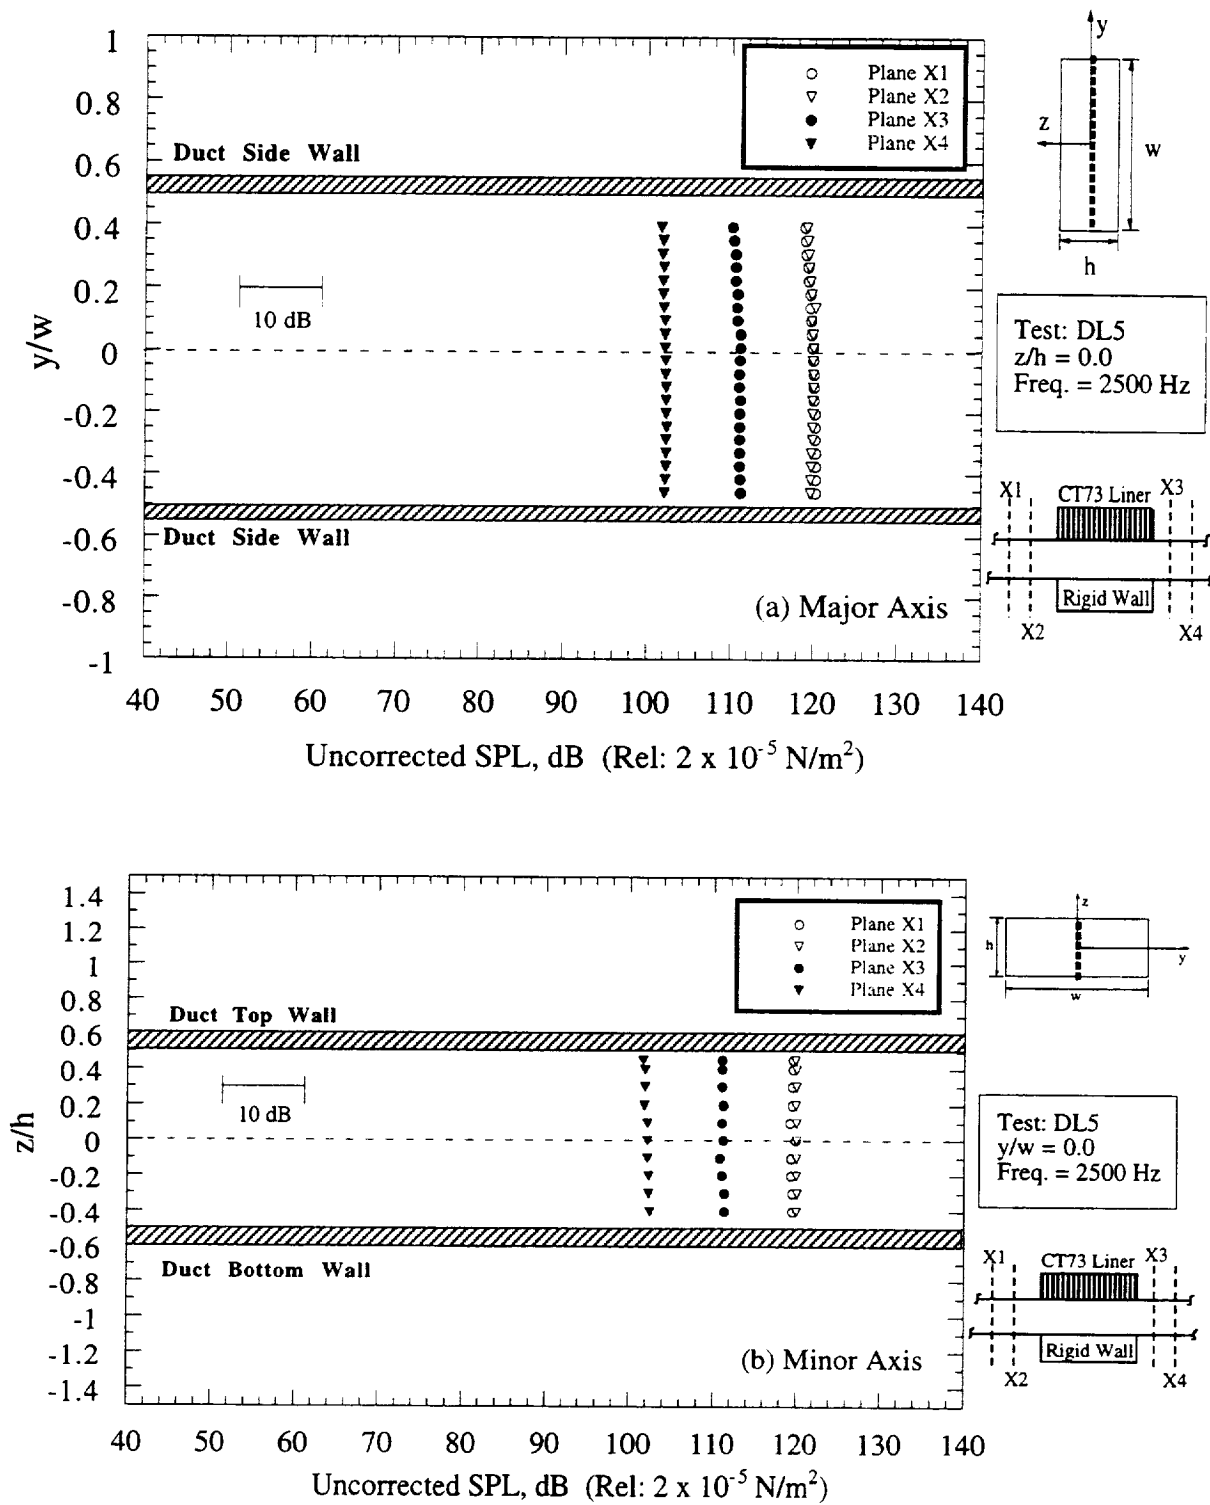 1
0.8
0.6
0.4
0.2
0
-0.2
-0.4
-0.6
-0.8
-1
y/w
Plane X1
Plane X2
Plane X3
Plane X4
Duct Side Wall
10 dB
Duct Side Wall
(a) Major Axis
40 50 60 70 80 90 100 110 120 130 140
Uncorrected SPL, dB (Rel: 2 x 10⁻⁵ N/m²)
y
z
w
h
Test: DL5
z/h = 0.0
Freq. = 2500 Hz
X1 CT73 Liner X3
Rigid Wall
X2 X4
1.4
1.2
1
0.8
0.6
0.4
0.2
0
-0.2
-0.4
-0.6
-0.8
-1
-1.2
-1.4
z/h
Plane X1
Plane X2
Plane X3
Plane X4
Duct Top Wall
10 dB
Duct Bottom Wall
(b) Minor Axis
40 50 60 70 80 90 100 110 120 130 140
Uncorrected SPL, dB (Rel: 2 x 10⁻⁵ N/m²)
z
h
y
w
Test: DL5
y/w = 0.0
Freq. = 2500 Hz
X1 CT73 Liner X3
Rigid Wall
X2 X4